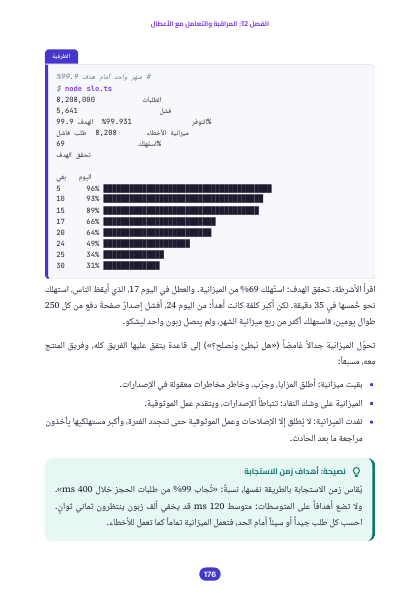 الفصل 12: المراقبة والتعامل مع الأعطال
الطرفية
# شهر واحد أمام هدف 99.9%
$ node slo.ts
الطلبات 8,208,000
فشل 5,641
التوفر 99.931% الهدف 99.9%
ميزانية الأخطاء 8,208 طلب فاشل
استُهلك 69%
تحقق الهدف
اليوم بقي
5 96%
10 93%
15 89%
17 66%
20 64%
24 49%
25 34%
30 31%
اقرأ الأشرطة. تحقق الهدف: استُهلك 69% من الميزانية. والعطل في اليوم 17، الذي أيقظ الناس، استهلك
نحو خُمسها في 35 دقيقة. لكن أكبر كلفة كانت أهدأ: من اليوم 24، أفشل إصدارٌ صفحة دفع من كل 250
طوال يومين، فاستهلك أكثر من ربع ميزانية الشهر، ولم يتصل زبون واحد ليشكو.
تحوّل الميزانية جدالاً غامضاً («هل نبطئ ونصلح؟») إلى قاعدة يتفق عليها الفريق كله، وفريق المنتج
معه، مسبقاً:
• بقيت ميزانية: أطلق المزايا، وجرّب، وخاطر مخاطرات معقولة في الإصدارات.
• الميزانية على وشك النفاد: تتباطأ الإصدارات، ويتقدم عمل الموثوقية.
• نفدت الميزانية: لا يُطلق إلا الإصلاحات وعمل الموثوقية حتى تتجدد الفترة، وأكبر مستهلكيها يأخذون
مراجعة ما بعد الحادث.
نصيحة: أهداف زمن الاستجابة
يُقاس زمن الاستجابة بالطريقة نفسها، نسبةً: «تُجاب 99% من طلبات الحجز خلال 400 ms».
ولا تضع أهدافاً على المتوسطات: متوسط 120 ms قد يخفي ألف زبون ينتظرون ثماني ثوانٍ.
احسب كل طلب جيداً أو سيئاً أمام الحد، فتعمل الميزانية تماماً كما تعمل للأخطاء.
176